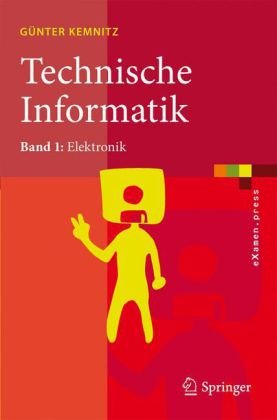 GÜNTER KEMNITZ
Technische
Informatik
Band 1: Elektronik
eXamen.press
Springer